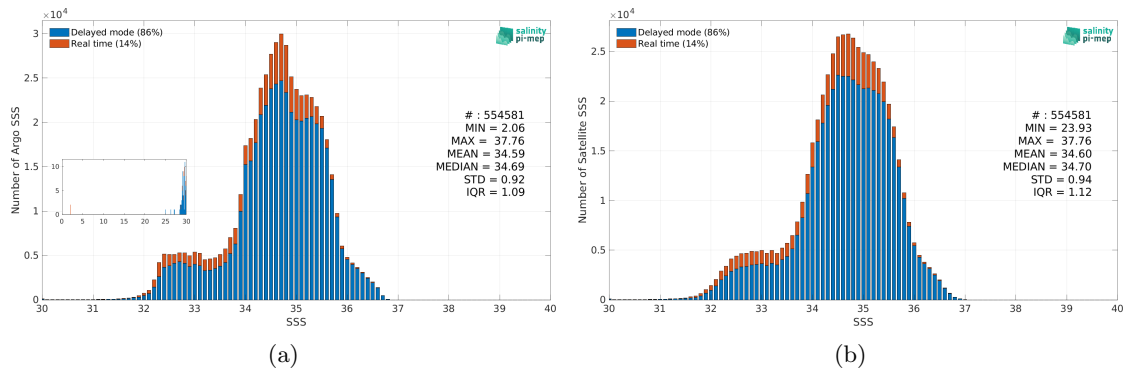 ×10^4
Delayed mode (86%)
Real time (14%)
salinity
pi-mep
# : 554581
MIN = 2.06
MAX = 37.76
MEAN = 34.59
MEDIAN = 34.69
STD = 0.92
IQR = 1.09
Number of Argo SSS
3
2.5
2
1.5
1
0.5
0
10
5
0
0 5 10 15 20 25 30
30 31 32 33 34 35 36 37 38 39 40
SSS
(a)
×10^4
Delayed mode (86%)
Real time (14%)
salinity
pi-mep
# : 554581
MIN = 23.93
MAX = 37.76
MEAN = 34.60
MEDIAN = 34.70
STD = 0.94
IQR = 1.12
Number of Satellite SSS
2.5
2
1.5
1
0.5
0
30 31 32 33 34 35 36 37 38 39 40
SSS
(b)